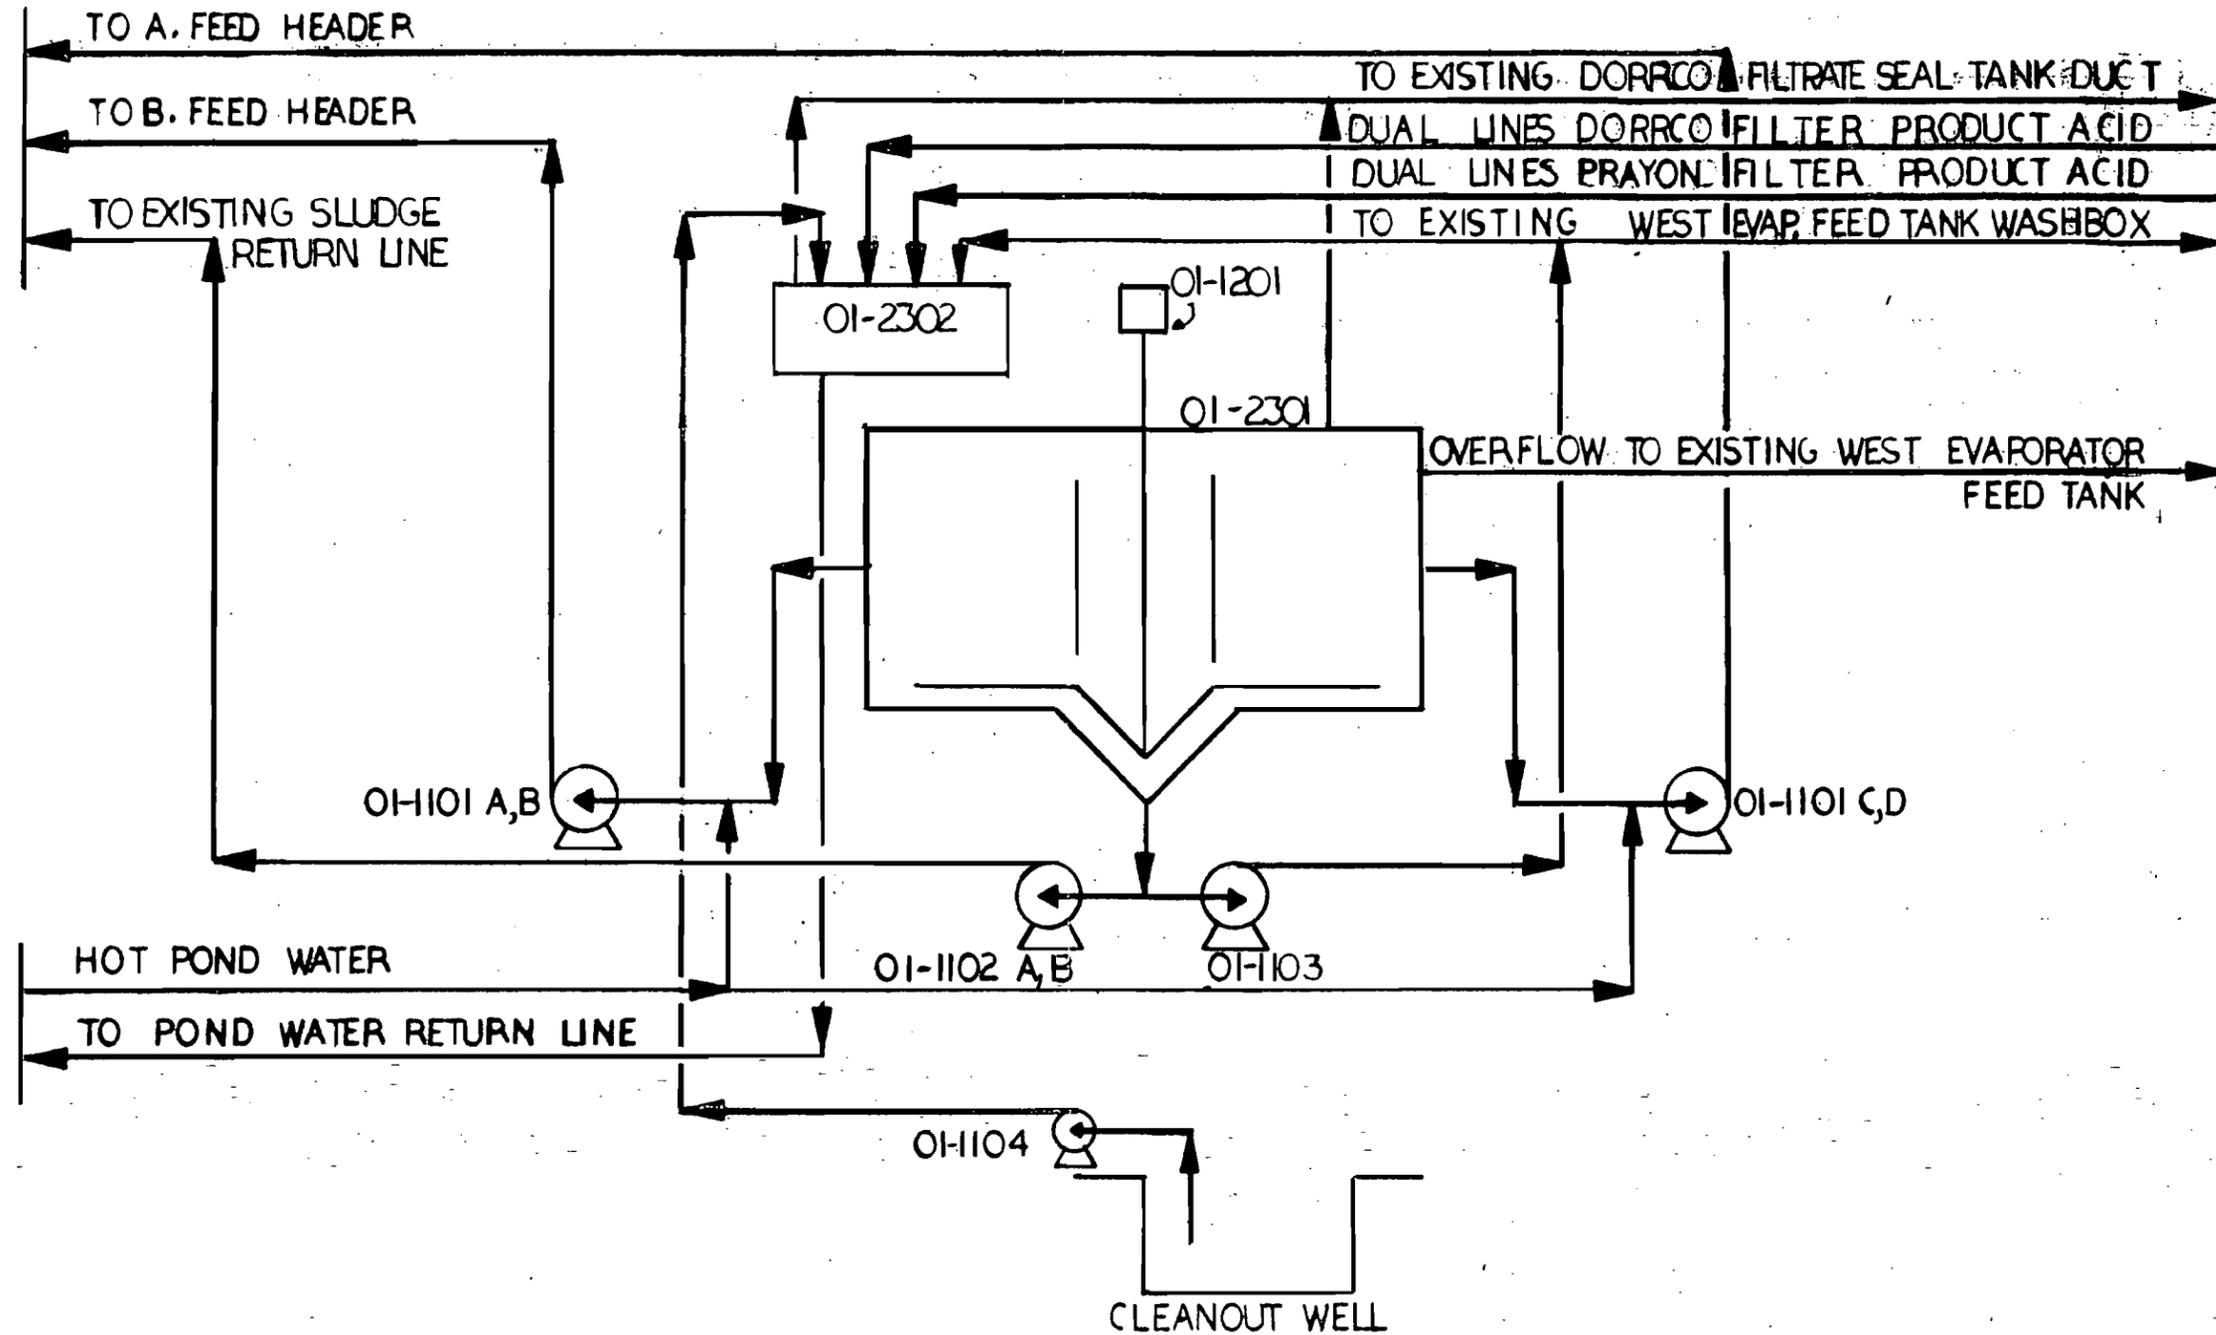 TO A. FEED HEADER
TO EXISTING DORRCO FILTRATE SEAL TANK DUCT
TO B. FEED HEADER
DUAL LINES DORRCO FILTER PRODUCT ACID
DUAL LINES PRAYON FILTER PRODUCT ACID
TO EXISTING SLUDGE
RETURN LINE
TO EXISTING WEST EVAP. FEED TANK WASHBOX
01-1201
01-2302
01-2301
OVERFLOW TO EXISTING WEST EVAPORATOR
FEED TANK
01-1101 A,B
01-1101 C,D
HOT POND WATER
01-1102 A,B
01-1103
TO POND WATER RETURN LINE
01-1104
CLEANOUT WELL